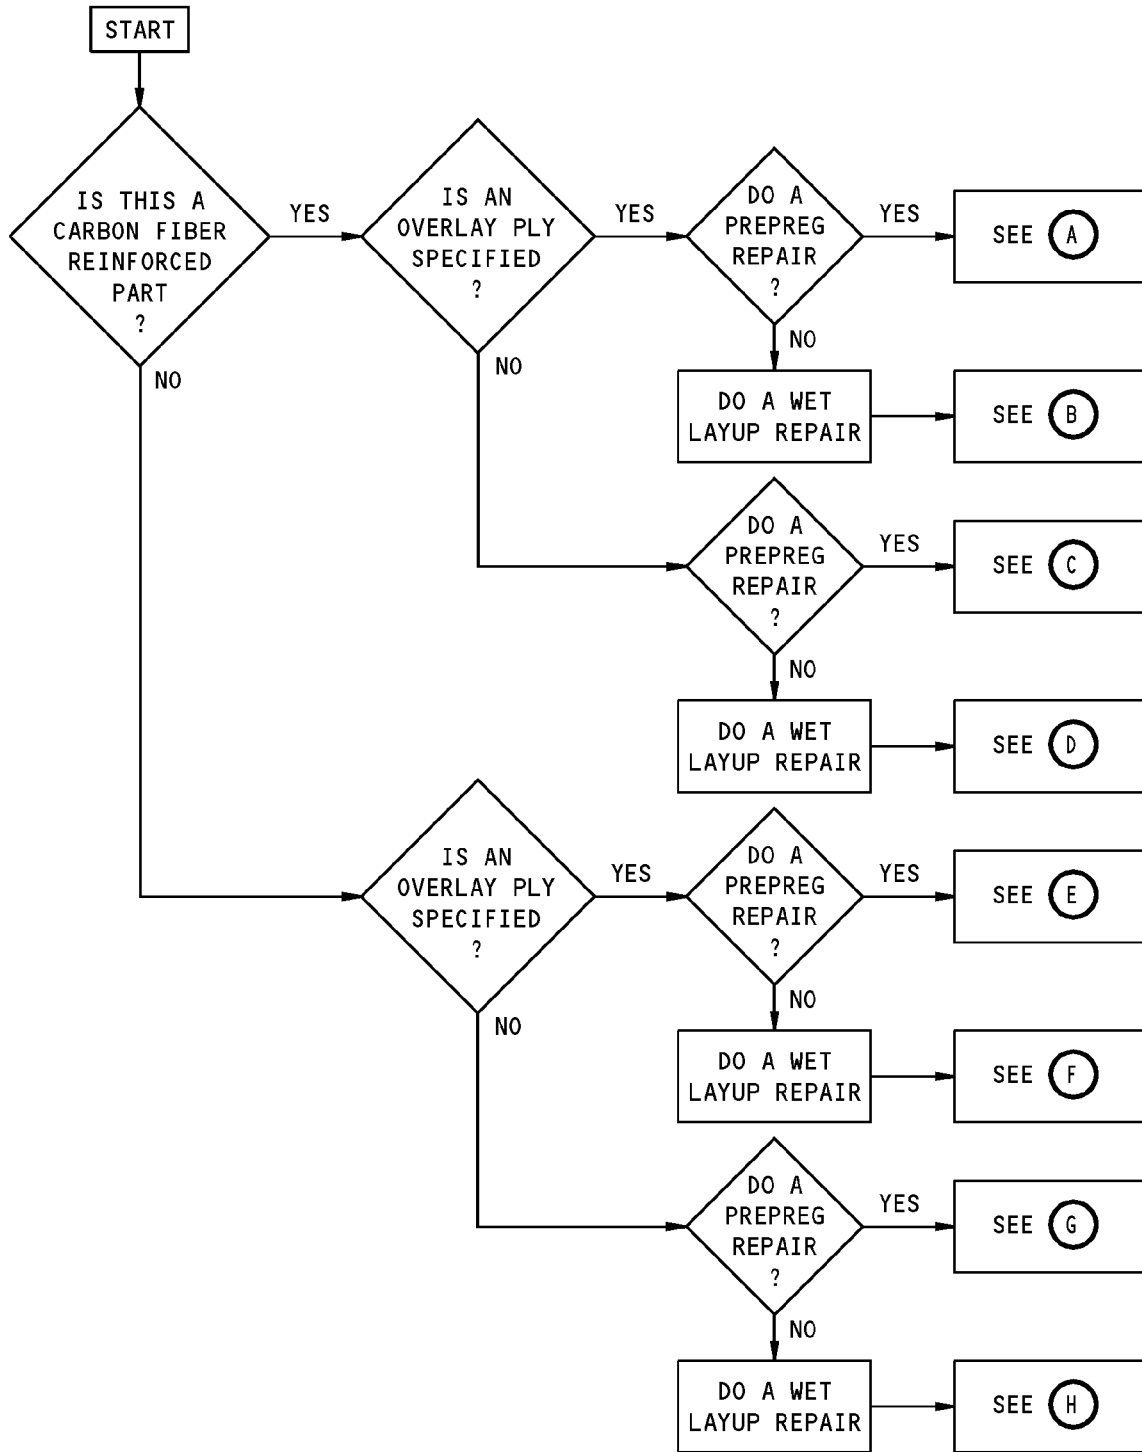 START
IS THIS A
CARBON FIBER
REINFORCED
PART
?
YES
NO
IS AN
OVERLAY PLY
SPECIFIED
?
YES
NO
DO A
PREPREG
REPAIR
?
YES
SEE A
NO
DO A WET
LAYUP REPAIR
SEE B
DO A
PREPREG
REPAIR
?
YES
SEE C
NO
DO A WET
LAYUP REPAIR
SEE D
IS AN
OVERLAY PLY
SPECIFIED
?
YES
NO
DO A
PREPREG
REPAIR
?
YES
SEE E
NO
DO A WET
LAYUP REPAIR
SEE F
DO A
PREPREG
REPAIR
?
YES
SEE G
NO
DO A WET
LAYUP REPAIR
SEE H